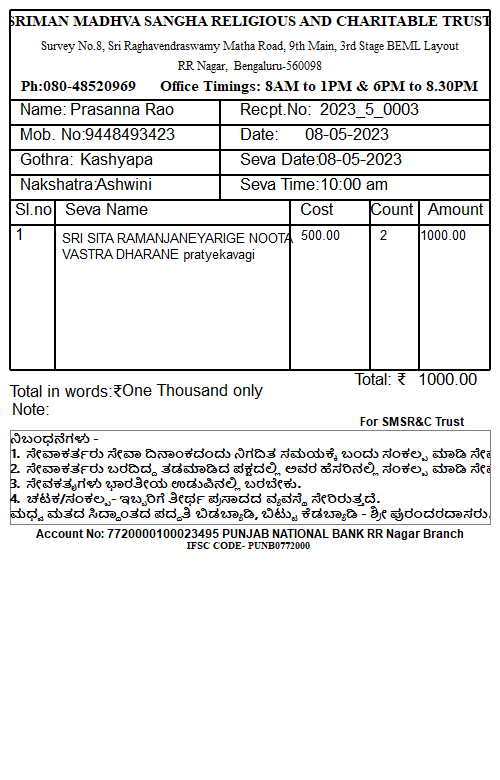 SRIMAN MADHVA SANGHA RELIGIOUS AND CHARITABLE TRUST
Survey No.8, Sri Raghavendraswamy Matha Road, 9th Main, 3rd Stage BEML Layout
RR Nagar, Bengaluru-560098
Ph:080-48520969 Office Timings: 8AM to 1PM & 6PM to 8.30PM
Name: Prasanna Rao Recpt.No: 2023_5_0003
Mob. No:9448493423 Date: 08-05-2023
Gothra: Kashyapa Seva Date:08-05-2023
Nakshatra:Ashwini Seva Time:10:00 am
Sl.no Seva Name Cost Count Amount
1 SRI SITA RAMANJANEYARIGE NOOTA 500.00 2 1000.00
VASTRA DHARANE pratyekavagi
Total: ₹ 1000.00
Total in words:₹One Thousand only
Note:
For SMSR&C Trust
ನಿಬಂಧನೆಗಳು -
1. ಸೇವಾಕರ್ತರು ಸೇವಾ ದಿನಾಂಕದಂದು ನಿಗದಿತ ಸಮಯಕ್ಕೆ ಬಂದು ಸಂಕಲ್ಪ ಮಾಡಿ ಸೇವ
2. ಸೇವಾಕರ್ತರು ಬರದಿದ್ದ ತಡಮಾಡಿದ ಪಕ್ಷದಲ್ಲಿ ಅವರ ಹೆಸರಿನಲ್ಲಿ ಸಂಕಲ್ಪ ಮಾಡಿ ಸೇವ
3. ಸೇವಕತೃಗಳು ಭಾರತೀಯ ಉಡುಪಿನಲ್ಲಿ ಬರಬೇಕು.
4. ಚಟಕ/ಸಂಕಲ್ಪ- ಇಬ್ಬರಿಗೆ ತೀರ್ಥ ಪ್ರಸಾದದ ವ್ಯವಸ್ಥೆ ಸೇರಿರುತ್ತದೆ.
ಮಧ್ವ ಮತದ ಸಿದ್ಧಾಂತದ ಪದ್ಧತಿ ಬಿಡಬ್ಯಾಡಿ, ಬಿಟ್ಟು ಕೆಡಬ್ಯಾಡಿ - ಶ್ರೀ ಪುರಂದರದಾಸರು.
Account No: 7720000100023495 PUNJAB NATIONAL BANK RR Nagar Branch
IFSC CODE- PUNB0772000